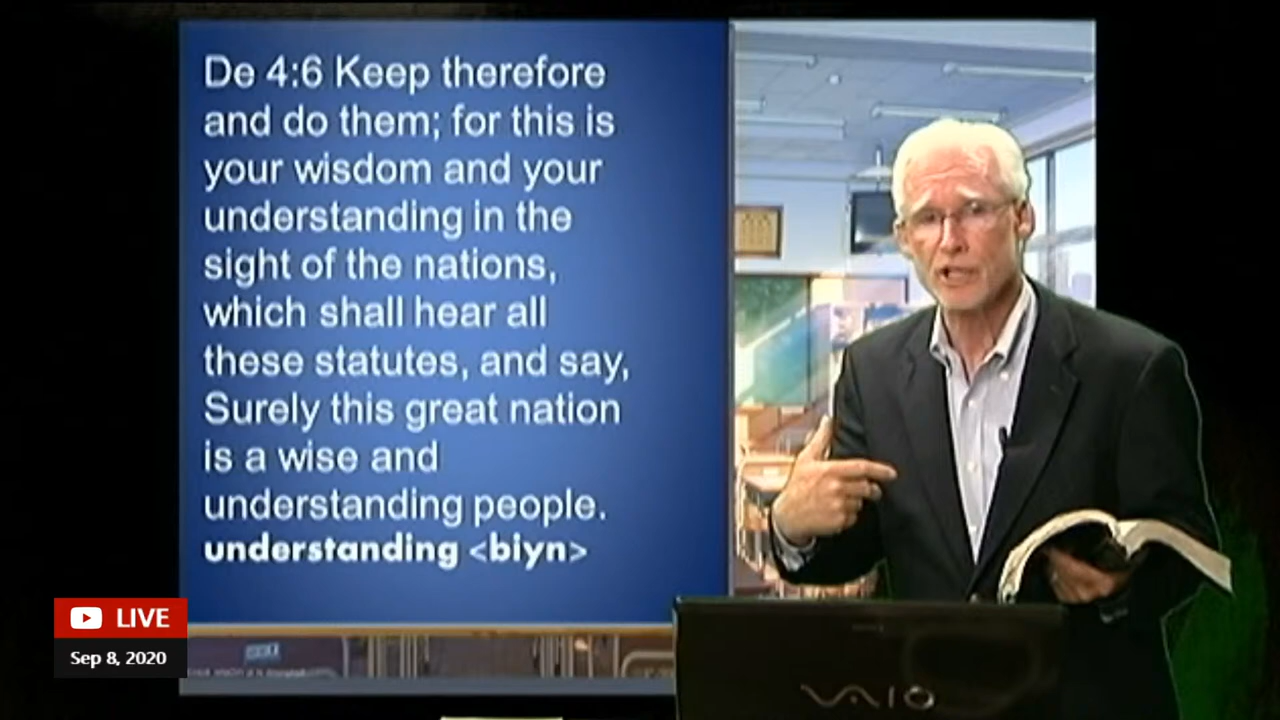 De 4:6 Keep therefore
and do them; for this is
your wisdom and your
understanding in the
sight of the nations,
which shall hear all
these statutes, and say,
Surely this great nation
is a wise and
understanding people.
understanding <biyn>
LIVE
Sep 8, 2020
VAIO